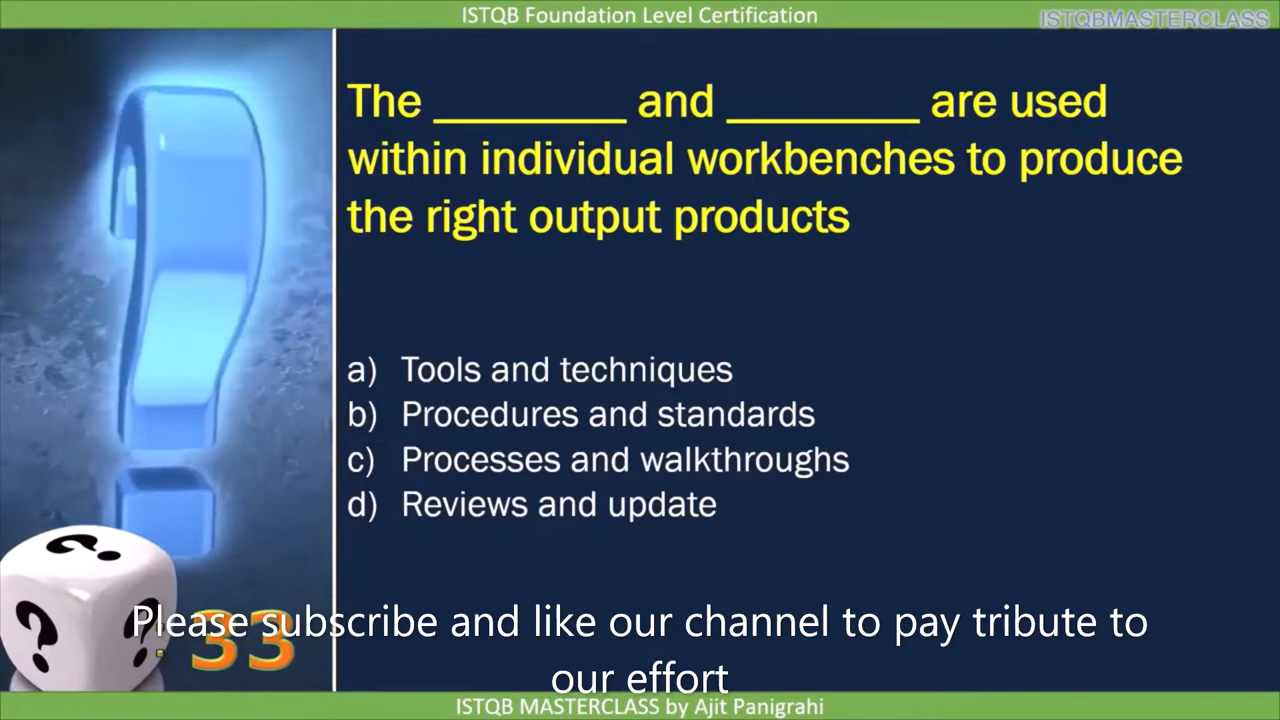 ISTQB Foundation Level Certification
ISTQBMASTERCLASS
The ________ and ________ are used
within individual workbenches to produce
the right output products
a) Tools and techniques
b) Procedures and standards
c) Processes and walkthroughs
d) Reviews and update
33
Please subscribe and like our channel to pay tribute to
our effort
ISTQB MASTERCLASS by Ajit Panigrahi